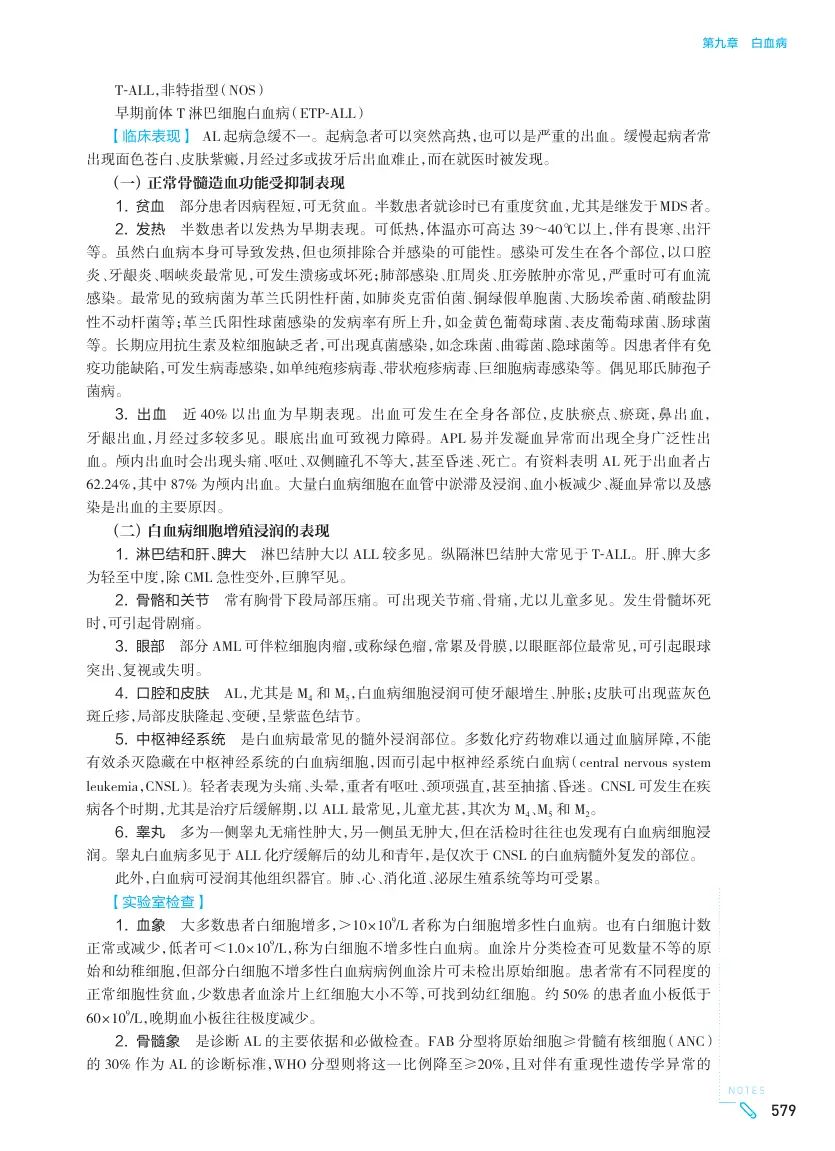 第九章 白血病
T-ALL,非特指型(NOS)
早期前体 T 淋巴细胞白血病(ETP-ALL)
【临床表现】 AL 起病急缓不一。起病急者可以突然高热,也可以是严重的出血。缓慢起病者常
出现面色苍白、皮肤紫癜,月经过多或拔牙后出血难止,而在就医时被发现。
(一)正常骨髓造血功能受抑制表现
1. 贫血 部分患者因病程短,可无贫血。半数患者就诊时已有重度贫血,尤其是继发于MDS者。
2. 发热 半数患者以发热为早期表现。可低热,体温亦可高达 39~40℃以上,伴有畏寒、出汗
等。虽然白血病本身可导致发热,但也须排除合并感染的可能性。感染可发生在各个部位,以口腔
炎、牙龈炎、咽峡炎最常见,可发生溃疡或坏死;肺部感染、肛周炎、肛旁脓肿亦常见,严重时可有血流
感染。最常见的致病菌为革兰氏阴性杆菌,如肺炎克雷伯菌、铜绿假单胞菌、大肠埃希菌、硝酸盐阴
性不动杆菌等;革兰氏阳性球菌感染的发病率有所上升,如金黄色葡萄球菌、表皮葡萄球菌、肠球菌
等。长期应用抗生素及粒细胞缺乏者,可出现真菌感染,如念珠菌、曲霉菌、隐球菌等。因患者伴有免
疫功能缺陷,可发生病毒感染,如单纯疱疹病毒、带状疱疹病毒、巨细胞病毒感染等。偶见耶氏肺孢子
菌病。
3. 出血 近 40% 以出血为早期表现。出血可发生在全身各部位,皮肤瘀点、瘀斑,鼻出血,
牙龈出血,月经过多较多见。眼底出血可致视力障碍。APL 易并发凝血异常而出现全身广泛性出
血。颅内出血时会出现头痛、呕吐、双侧瞳孔不等大,甚至昏迷、死亡。有资料表明 AL 死于出血者占
62.24%,其中 87% 为颅内出血。大量白血病细胞在血管中淤滞及浸润、血小板减少、凝血异常以及感
染是出血的主要原因。
(二)白血病细胞增殖浸润的表现
1. 淋巴结和肝、脾大 淋巴结肿大以 ALL 较多见。纵隔淋巴结肿大常见于 T-ALL。肝、脾大多
为轻至中度,除 CML 急性变外,巨脾罕见。
2. 骨骼和关节 常有胸骨下段局部压痛。可出现关节痛、骨痛,尤以儿童多见。发生骨髓坏死
时,可引起骨剧痛。
3. 眼部 部分 AML 可伴粒细胞肉瘤,或称绿色瘤,常累及骨膜,以眼眶部位最常见,可引起眼球
突出、复视或失明。
4. 口腔和皮肤 AL,尤其是 M₄ 和 M₅,白血病细胞浸润可使牙龈增生、肿胀;皮肤可出现蓝灰色
斑丘疹,局部皮肤隆起、变硬,呈紫蓝色结节。
5. 中枢神经系统 是白血病最常见的髓外浸润部位。多数化疗药物难以通过血脑屏障,不能
有效杀灭隐藏在中枢神经系统的白血病细胞,因而引起中枢神经系统白血病(central nervous system
leukemia,CNSL)。轻者表现为头痛、头晕,重者有呕吐、颈项强直,甚至抽搐、昏迷。CNSL 可发生在疾
病各个时期,尤其是治疗后缓解期,以 ALL 最常见,儿童尤甚,其次为 M₄、M₅ 和 M₂。
6. 睾丸 多为一侧睾丸无痛性肿大,另一侧虽无肿大,但在活检时往往也发现有白血病细胞浸
润。睾丸白血病多见于 ALL 化疗缓解后的幼儿和青年,是仅次于 CNSL 的白血病髓外复发的部位。
此外,白血病可浸润其他组织器官。肺、心、消化道、泌尿生殖系统等均可受累。
【实验室检查】
1. 血象 大多数患者白细胞增多,>10×10⁹/L 者称为白细胞增多性白血病。也有白细胞计数
正常或减少,低者可<1.0×10⁹/L,称为白细胞不增多性白血病。血涂片分类检查可见数量不等的原
始和幼稚细胞,但部分白细胞不增多性白血病病例血涂片可未检出原始细胞。患者常有不同程度的
正常细胞性贫血,少数患者血涂片上红细胞大小不等,可找到幼红细胞。约 50% 的患者血小板低于
60×10⁹/L,晚期血小板往往极度减少。
2. 骨髓象 是诊断 AL 的主要依据和必做检查。FAB 分型将原始细胞≥骨髓有核细胞(ANC)
的 30% 作为 AL 的诊断标准,WHO 分型则将这一比例降至≥20%,且对伴有重现性遗传学异常的
NOTES
579